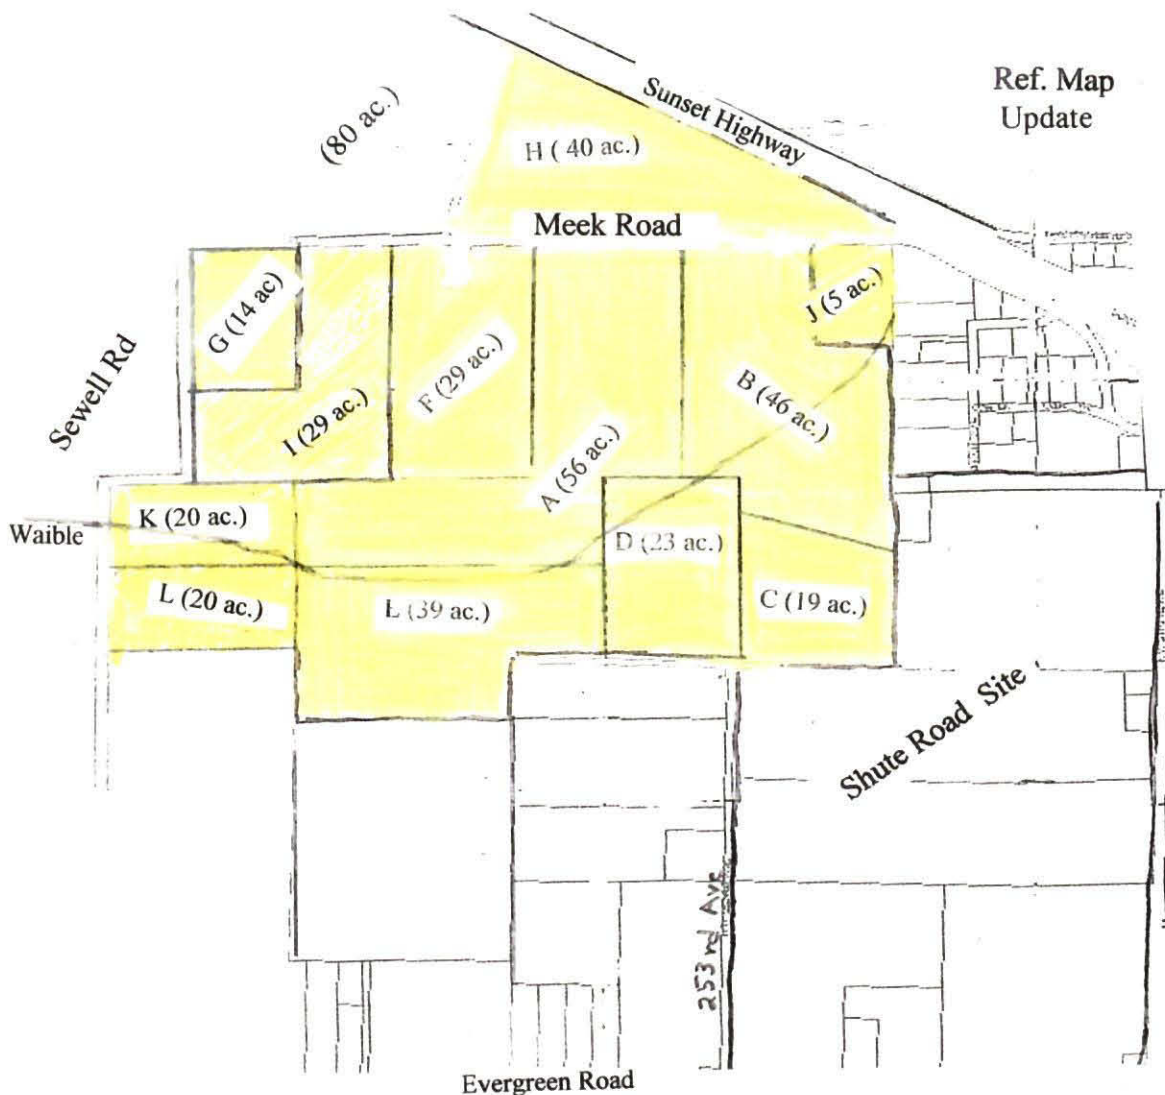 Ref. Map
Update
Sunset Highway
(80 ac.)
H ( 40 ac.)
Meek Road
G (14 ac)
J (5 ac.)
Sewell Rd
F (29 ac.)
B (46 ac.)
I (29 ac.)
A (56 ac.)
K (20 ac.)
Waible
D (23 ac.)
L (20 ac.)
E (39 ac.)
C (19 ac.)
Shute Road Site
253rd Ave
Evergreen Road